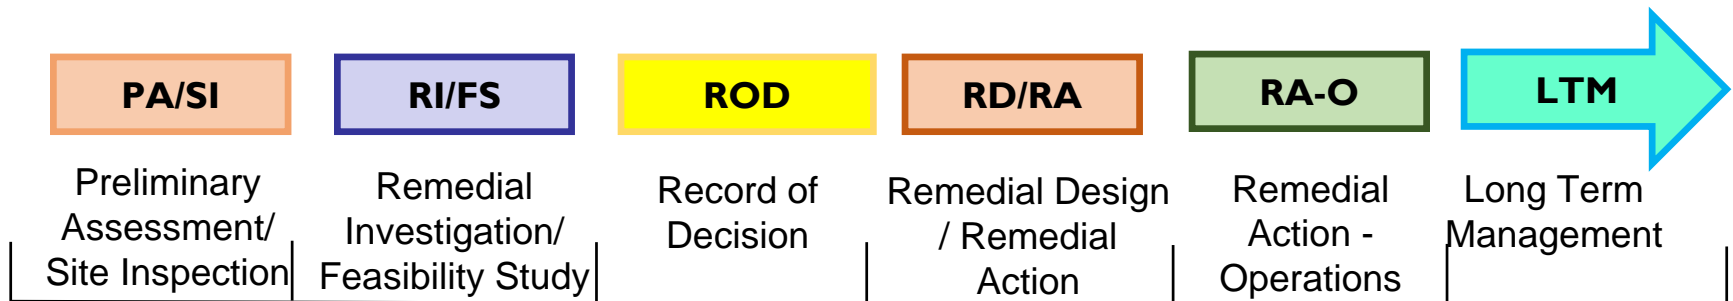 PA/SI
RI/FS
ROD
RD/RA
RA-O
LTM
Preliminary
Assessment/
Site Inspection
Remedial
Investigation/
Feasibility Study
Record of
Decision
Remedial Design
/ Remedial
Action
Remedial
Action -
Operations
Long Term
Management